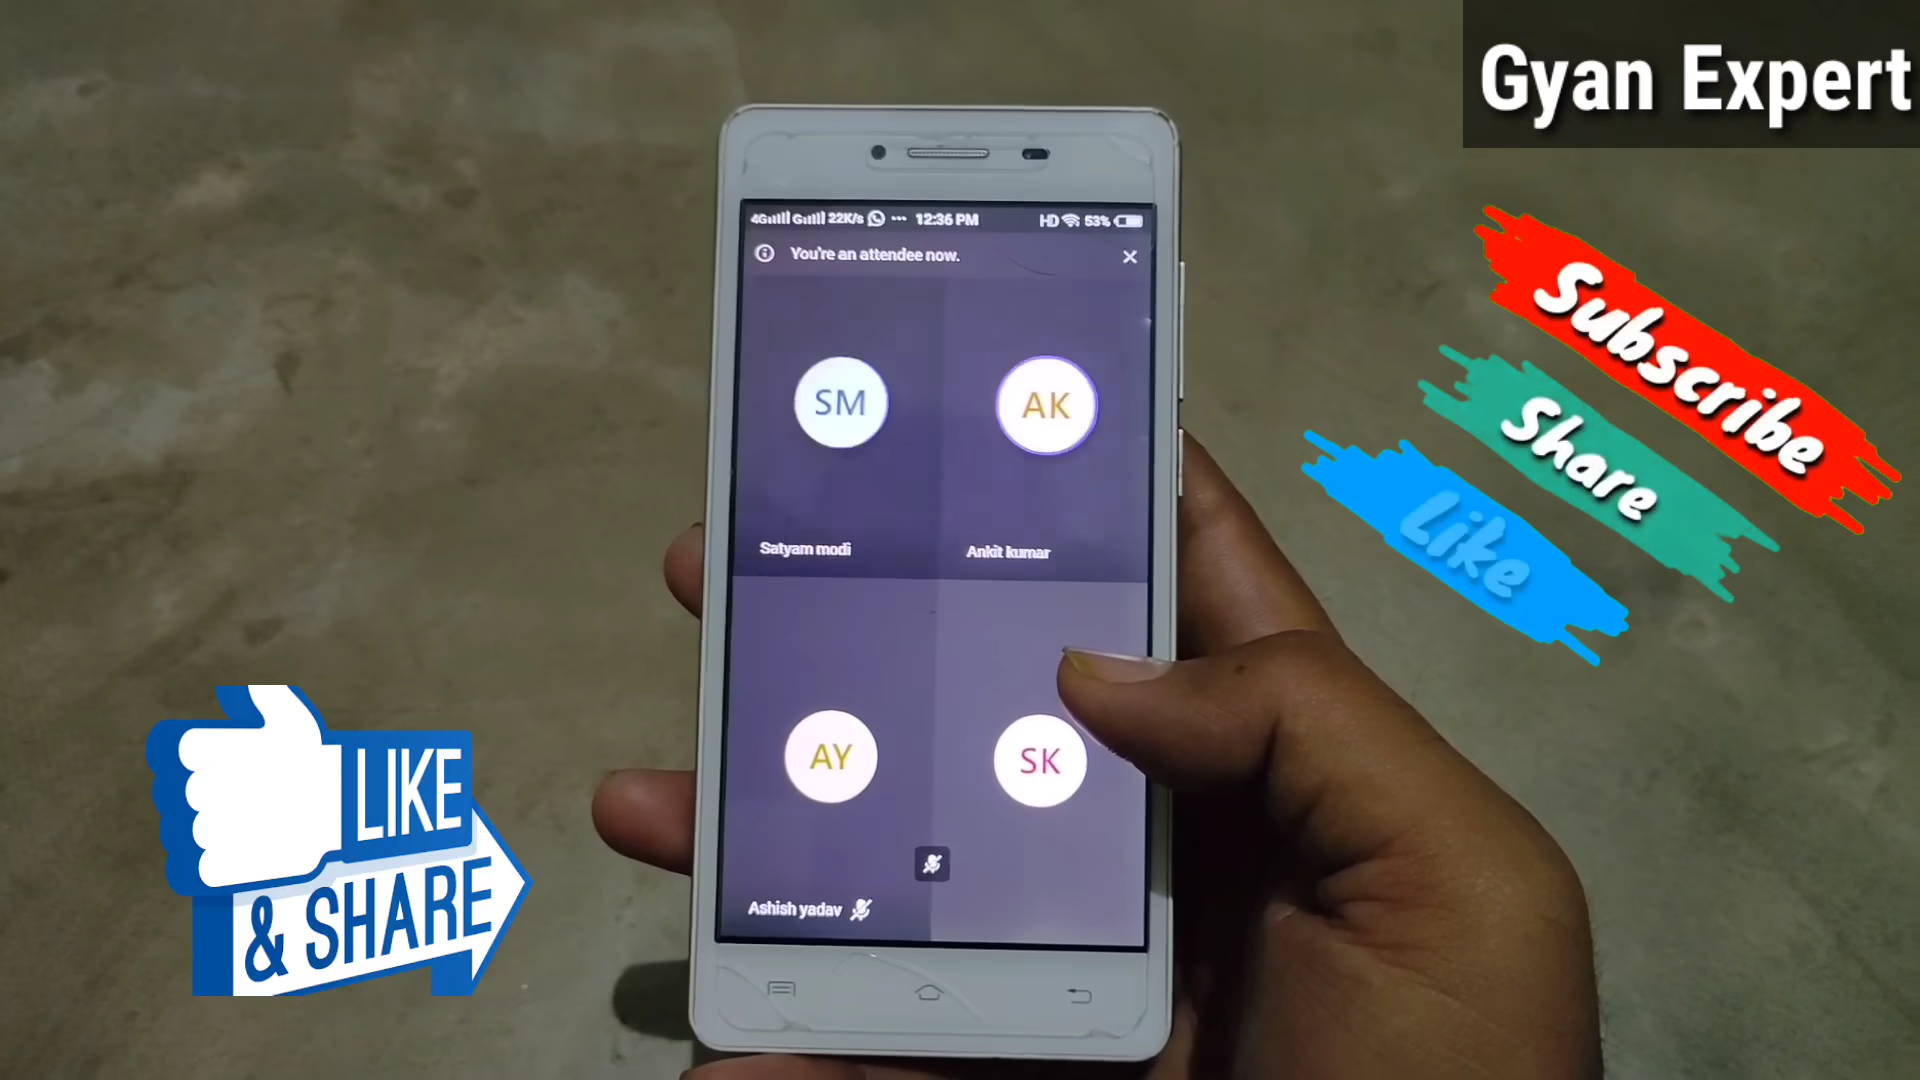 Gyan Expert
4G G 22K/s ... 12:36 PM HD 53%
You're an attendee now.
SM
AK
Satyam modi
Ankit kumar
AY
SK
Ashish yadav
Subscribe
Share
Like
LIKE
& SHARE